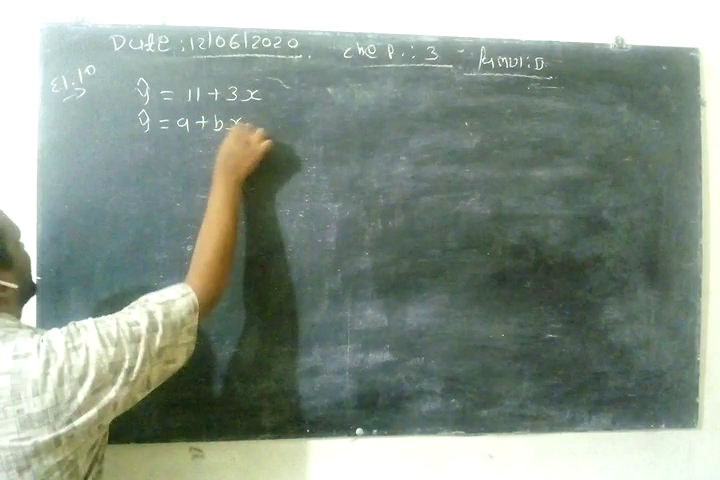 Date : 12/06/2020 chap. : 3 -
ŷ = 11 + 3x
ŷ = a + bx